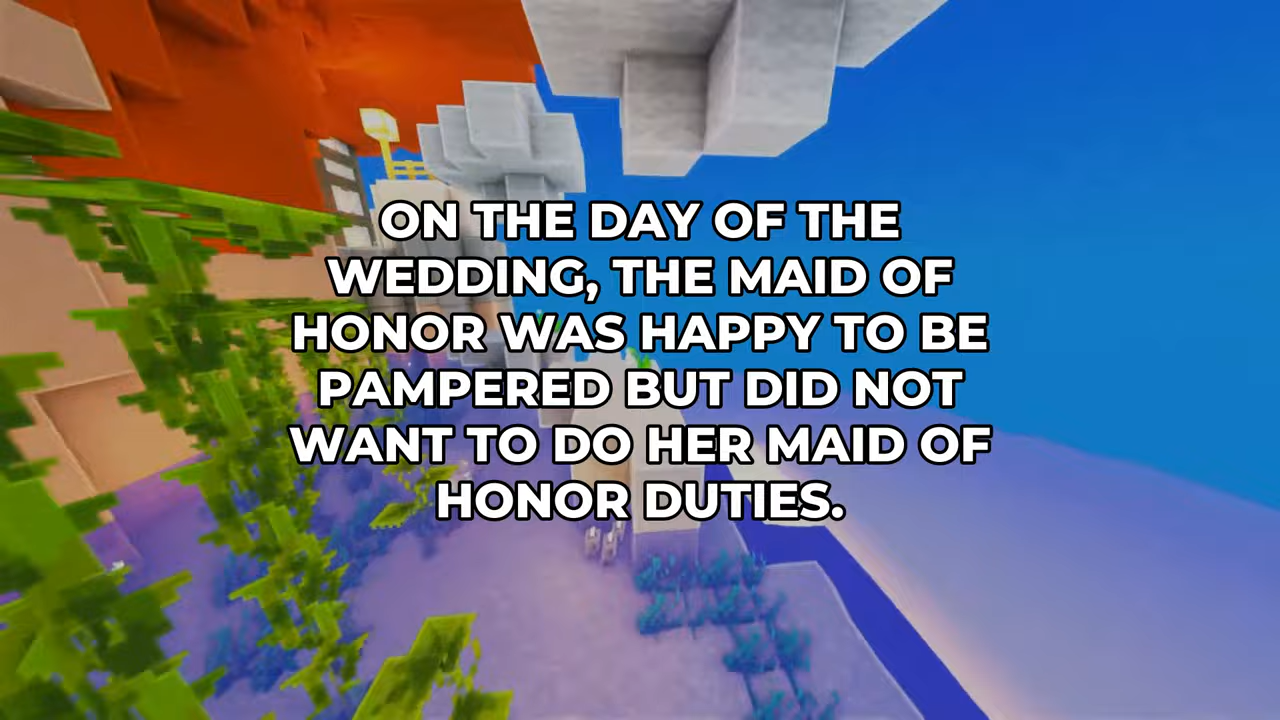 ON THE DAY OF THE
WEDDING, THE MAID OF
HONOR WAS HAPPY TO BE
PAMPERED BUT DID NOT
WANT TO DO HER MAID OF
HONOR DUTIES.